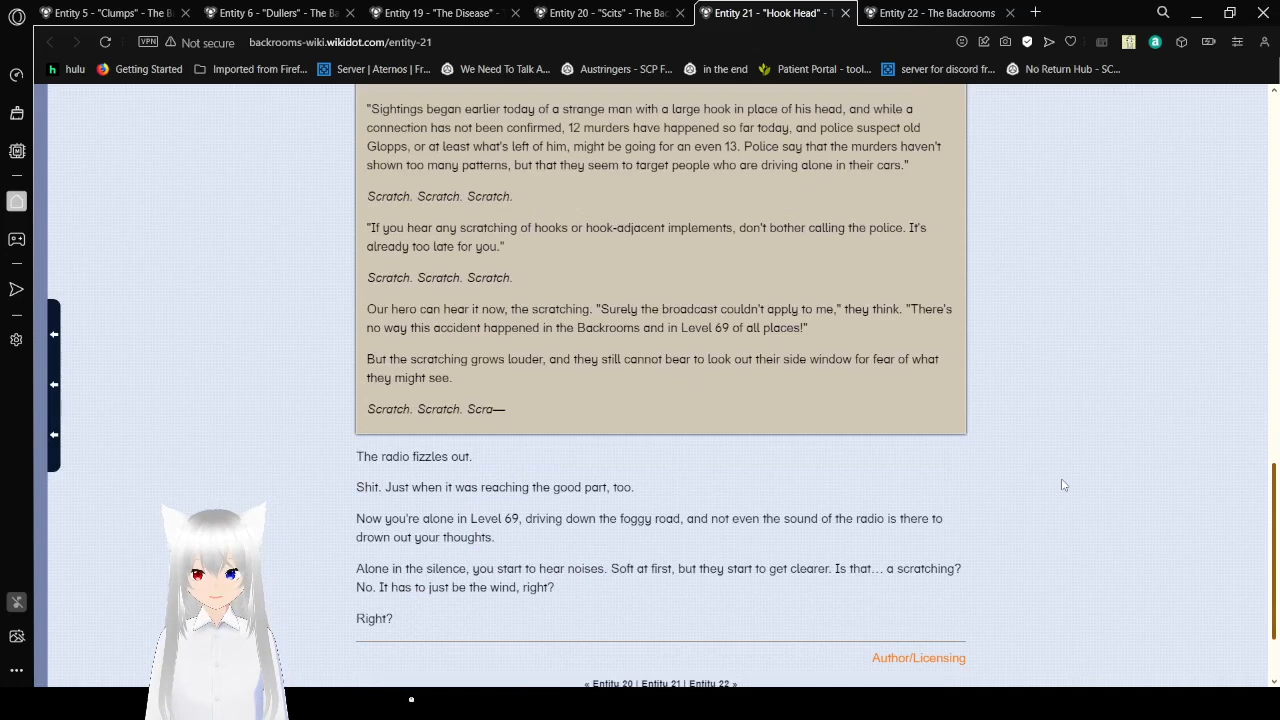 Entity 5 - "Clumps" - The B
Entity 6 - "Dullers" - The Ba
Entity 19 - "The Disease" -
Entity 20 - "Scits" - The Bac
Entity 21 - "Hook Head" - T
Entity 22 - The Backrooms
VPN
Not secure
backrooms-wiki.wikidot.com/entity-21
hulu
Getting Started
Imported from Firef...
Server | Aternos | Fr...
We Need To Talk A...
Austringers - SCP F...
in the end
Patient Portal - tool...
server for discord fr...
No Return Hub - SC...
"Sightings began earlier today of a strange man with a large hook in place of his head, and while a
connection has not been confirmed, 12 murders have happened so far today, and police suspect old
Glopps, or at least what's left of him, might be going for an even 13. Police say that the murders haven't
shown too many patterns, but that they seem to target people who are driving alone in their cars."
Scratch. Scratch. Scratch.
"If you hear any scratching of hooks or hook-adjacent implements, don't bother calling the police. It's
already too late for you."
Scratch. Scratch. Scratch.
Our hero can hear it now, the scratching. "Surely the broadcast couldn't apply to me," they think. "There's
no way this accident happened in the Backrooms and in Level 69 of all places!"
But the scratching grows louder, and they still cannot bear to look out their side window for fear of what
they might see.
Scratch. Scratch. Scra—
The radio fizzles out.
Shit. Just when it was reaching the good part, too.
Now you're alone in Level 69, driving down the foggy road, and not even the sound of the radio is there to
drown out your thoughts.
Alone in the silence, you start to hear noises. Soft at first, but they start to get clearer. Is that… a scratching?
No. It has to just be the wind, right?
Right?
Author/Licensing
« Entity 20 | Entity 21 | Entity 22 »